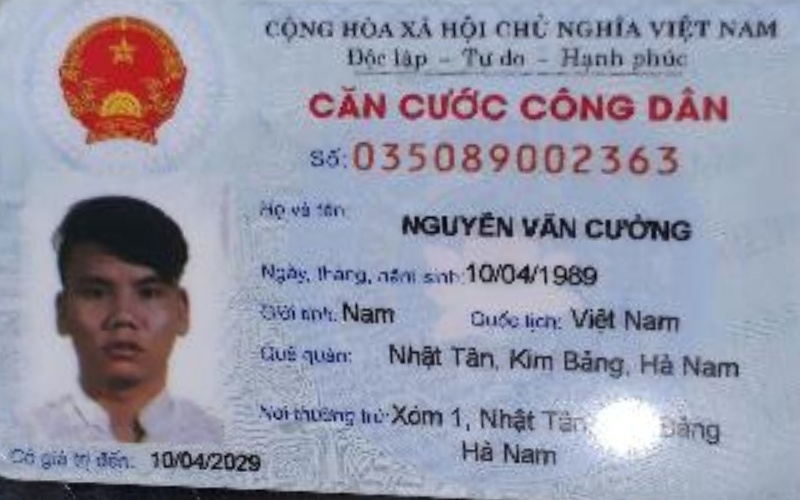 CỘNG HÒA XÃ HỘI CHỦ NGHĨA VIỆT NAM
Độc lập - Tự do - Hạnh phúc
CĂN CƯỚC CÔNG DÂN
Số: 035089002363
Họ và tên:
NGUYỄN VĂN CƯỜNG
Ngày, tháng, năm sinh: 10/04/1989
Giới tính: Nam Quốc tịch: Việt Nam
Quê quán: Nhật Tân, Kim Bảng, Hà Nam
Nơi thường trú: Xóm 1, Nhật Tân, Bảng
Hà Nam
Có giá trị đến: 10/04/2029